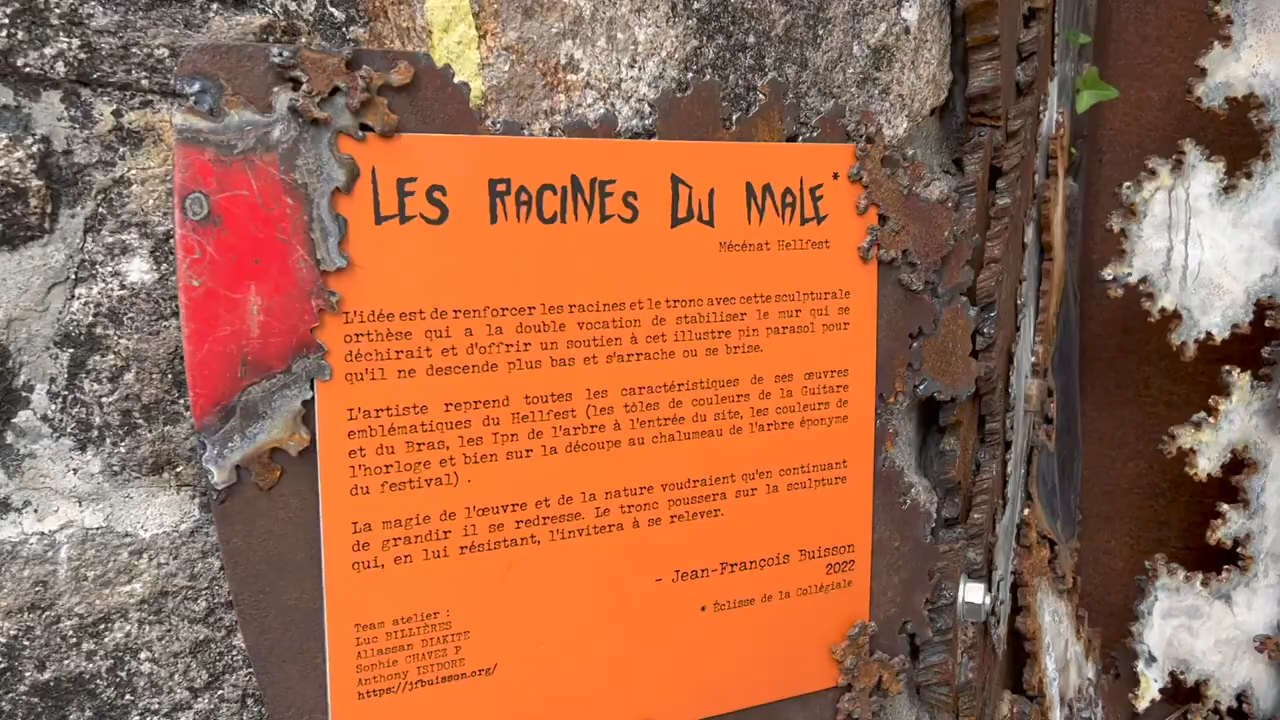 LES RACINES DU MALE*
Mécénat Hellfest
L'idée est de renforcer les racines et le tronc avec cette sculpturale
orthèse qui a la double vocation de stabiliser le mur qui se
déchirait et d'offrir un soutien à cet illustre pin parasol pour
qu'il ne descende plus bas et s'arrache ou se brise.
L'artiste reprend toutes les caractéristiques de ses œuvres
emblématiques du Hellfest (les tôles de couleurs de la Guitare
et du Bras, les Ipn de l'arbre à l'entrée du site, les couleurs de
l'horloge et bien sur la découpe au chalumeau de l'arbre éponyme
du festival) .
La magie de l'œuvre et de la nature voudraient qu'en continuant
de grandir il se redresse. Le tronc poussera sur la sculpture
qui, en lui résistant, l'invitera à se relever.
- Jean-François Buisson
2022
* Éclisse de la Collégiale
Team atelier :
Luc BILLIÈRES
Allassan DIAKITE
Sophie CHAVEZ P
Anthony ISIDORE
https://jfbuisson.org/